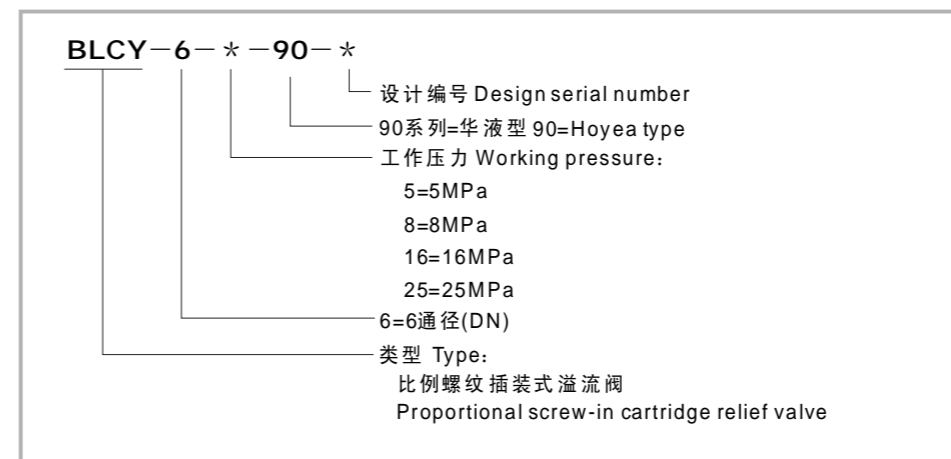 BLCY－6－＊－90－＊
设计编号 Design serial number
90系列=华液型 90=Hoyea type
工作压力 Working pressure：
5=5MPa
8=8MPa
16=16MPa
25=25MPa
6=6通径(DN)
类型 Type：
比例螺纹插装式溢流阀
Proportional screw-in cartridge relief valve